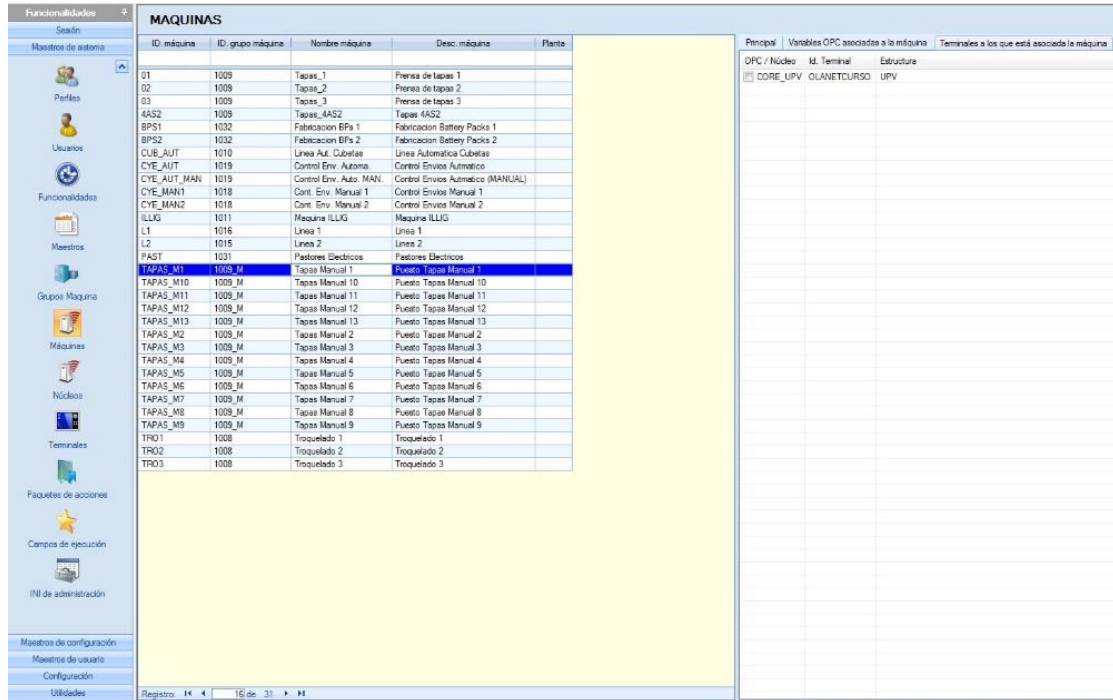 Funcionalidades
Sesión
Maestros de sistema
Perfiles
Usuarios
Funcionalidades
Maestros
Grupos Maquina
Máquinas
Núcleos
Terminales
Paquetes de acciones
Campos de ejecución
INI de administración
Maestros de configuración
Maestros de usuario
Configuración
Utilidades
MAQUINAS
ID. máquina ID. grupo máquina Nombre máquina Desc. máquina Planta
01 1009 Tapas_1 Prensa de tapas 1
02 1009 Tapas_2 Prensa de tapas 2
03 1009 Tapas_3 Prensa de tapas 3
4AS2 1009 Tapas_4AS2 Tapas 4AS2
BPS1 1032 Fabricacion BPs 1 Fabricacion Battery Packs 1
BPS2 1032 Fabricacion BPs 2 Fabricacion Battery Packs 2
CUB_AUT 1010 Linea Aut. Cubetas Linea Automatica Cubetas
CYE_AUT 1019 Control Env. Automa. Control Envios Autmatico
CYE_AUT_MAN 1019 Control Env. Auto. MAN. Control Envios Autmatico (MANUAL)
CYE_MAN1 1018 Cont. Env. Manual 1 Control Envios Manual 1
CYE_MAN2 1018 Cont. Env. Manual 2 Control Envios Manual 2
ILLIG 1011 Maquina ILLIG Maquina ILLIG
L1 1016 Linea 1 Linea 1
L2 1015 Linea 2 Linea 2
PAST 1031 Pastores Electricos Pastores Electricos
TAPAS_M1 1009_M Tapas Manual 1 Puesto Tapas Manual 1
TAPAS_M10 1009_M Tapas Manual 10 Puesto Tapas Manual 10
TAPAS_M11 1009_M Tapas Manual 11 Puesto Tapas Manual 11
TAPAS_M12 1009_M Tapas Manual 12 Puesto Tapas Manual 12
TAPAS_M13 1009_M Tapas Manual 13 Puesto Tapas Manual 13
TAPAS_M2 1009_M Tapas Manual 2 Puesto Tapas Manual 2
TAPAS_M3 1009_M Tapas Manual 3 Puesto Tapas Manual 3
TAPAS_M4 1009_M Tapas Manual 4 Puesto Tapas Manual 4
TAPAS_M5 1009_M Tapas Manual 5 Puesto Tapas Manual 5
TAPAS_M6 1009_M Tapas Manual 6 Puesto Tapas Manual 6
TAPAS_M7 1009_M Tapas Manual 7 Puesto Tapas Manual 7
TAPAS_M8 1009_M Tapas Manual 8 Puesto Tapas Manual 8
TAPAS_M9 1009_M Tapas Manual 9 Puesto Tapas Manual 9
TRO1 1008 Troquelado 1 Troquelado 1
TRO2 1008 Troquelado 2 Troquelado 2
TRO3 1008 Troquelado 3 Troquelado 3
Registro: 16 de 31
Principal Variables OPC asociadas a la máquina Terminales a los que está asociada la máquina
OPC / Núcleo Id. Terminal Estructura
CORE_UPV OLANETCURSO UPV